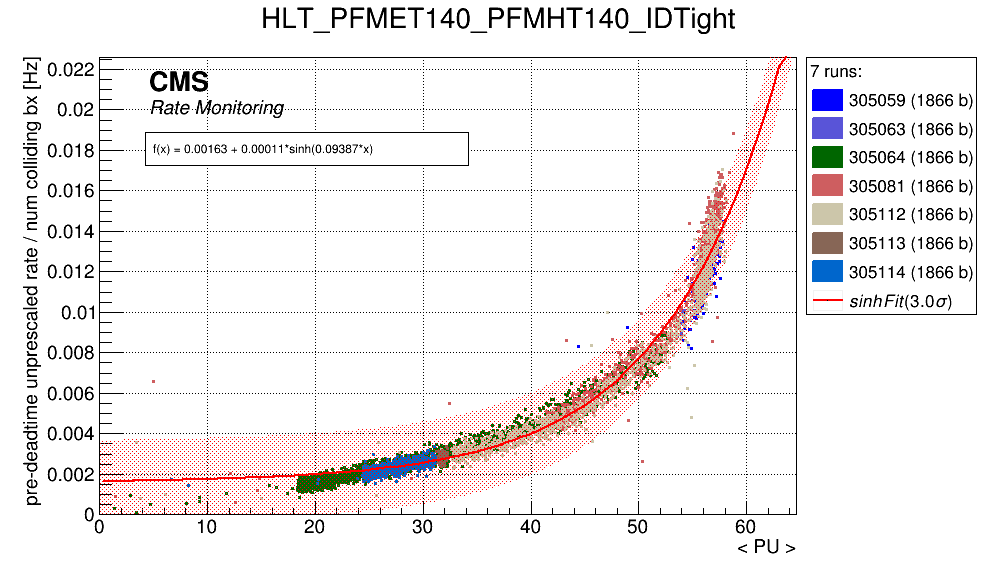 HLT_PFMET140_PFMHT140_IDTight
pre-deadtime unprescaled rate / num colliding bx [Hz]
0.022
0.02
0.018
0.016
0.014
0.012
0.01
0.008
0.006
0.004
0.002
0
CMS
Rate Monitoring
f(x) = 0.00163 + 0.00011*sinh(0.09387*x)
0 10 20 30 40 50 60
< PU >
7 runs:
305059 (1866 b)
305063 (1866 b)
305064 (1866 b)
305081 (1866 b)
305112 (1866 b)
305113 (1866 b)
305114 (1866 b)
sinhFit(3.0σ)